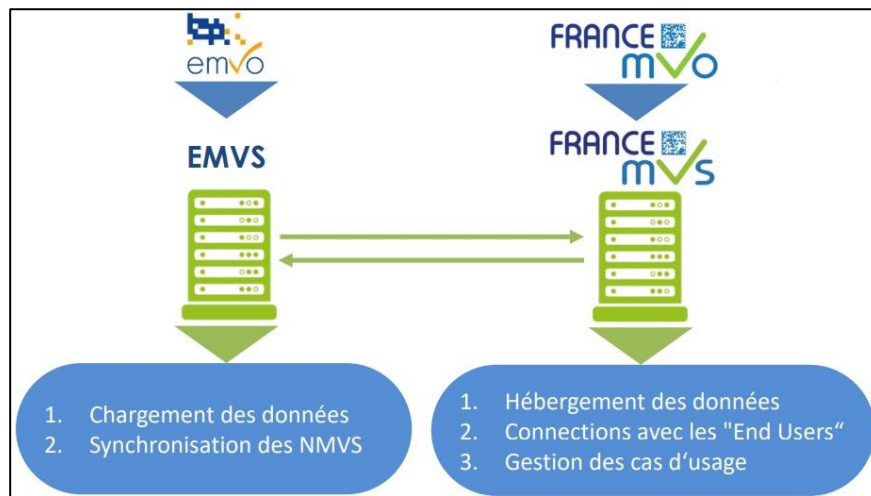 emvo
FRANCE
mvo
EMVS
FRANCE
mvs
1. Chargement des données
2. Synchronisation des NMVS
1. Hébergement des données
2. Connections avec les "End Users“
3. Gestion des cas d‘usage